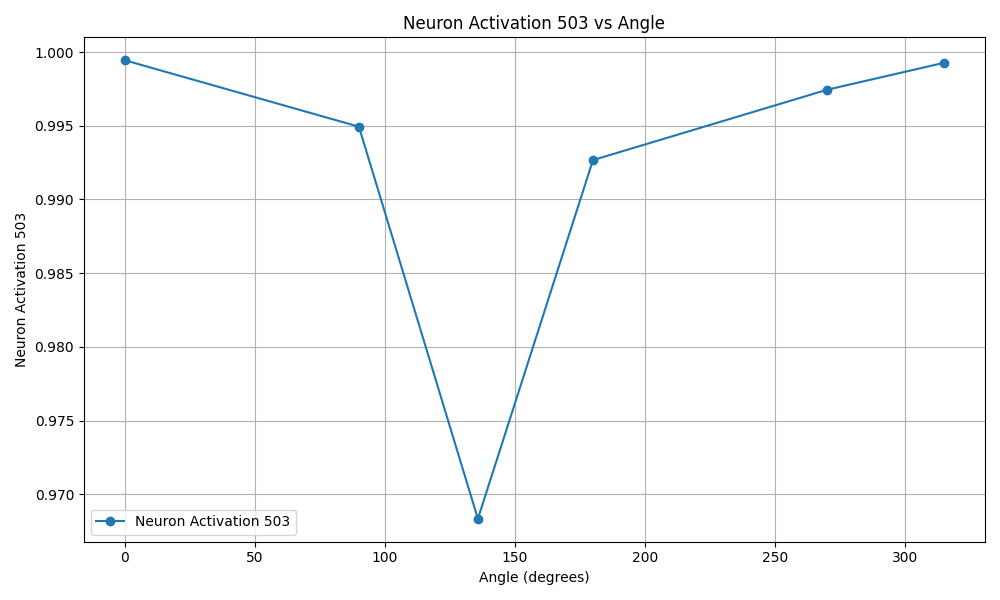 Neuron Activation 503 vs Angle
1.000
0.995
0.990
0.985
0.980
0.975
0.970
Neuron Activation 503
Neuron Activation 503
0 50 100 150 200 250 300
Angle (degrees)